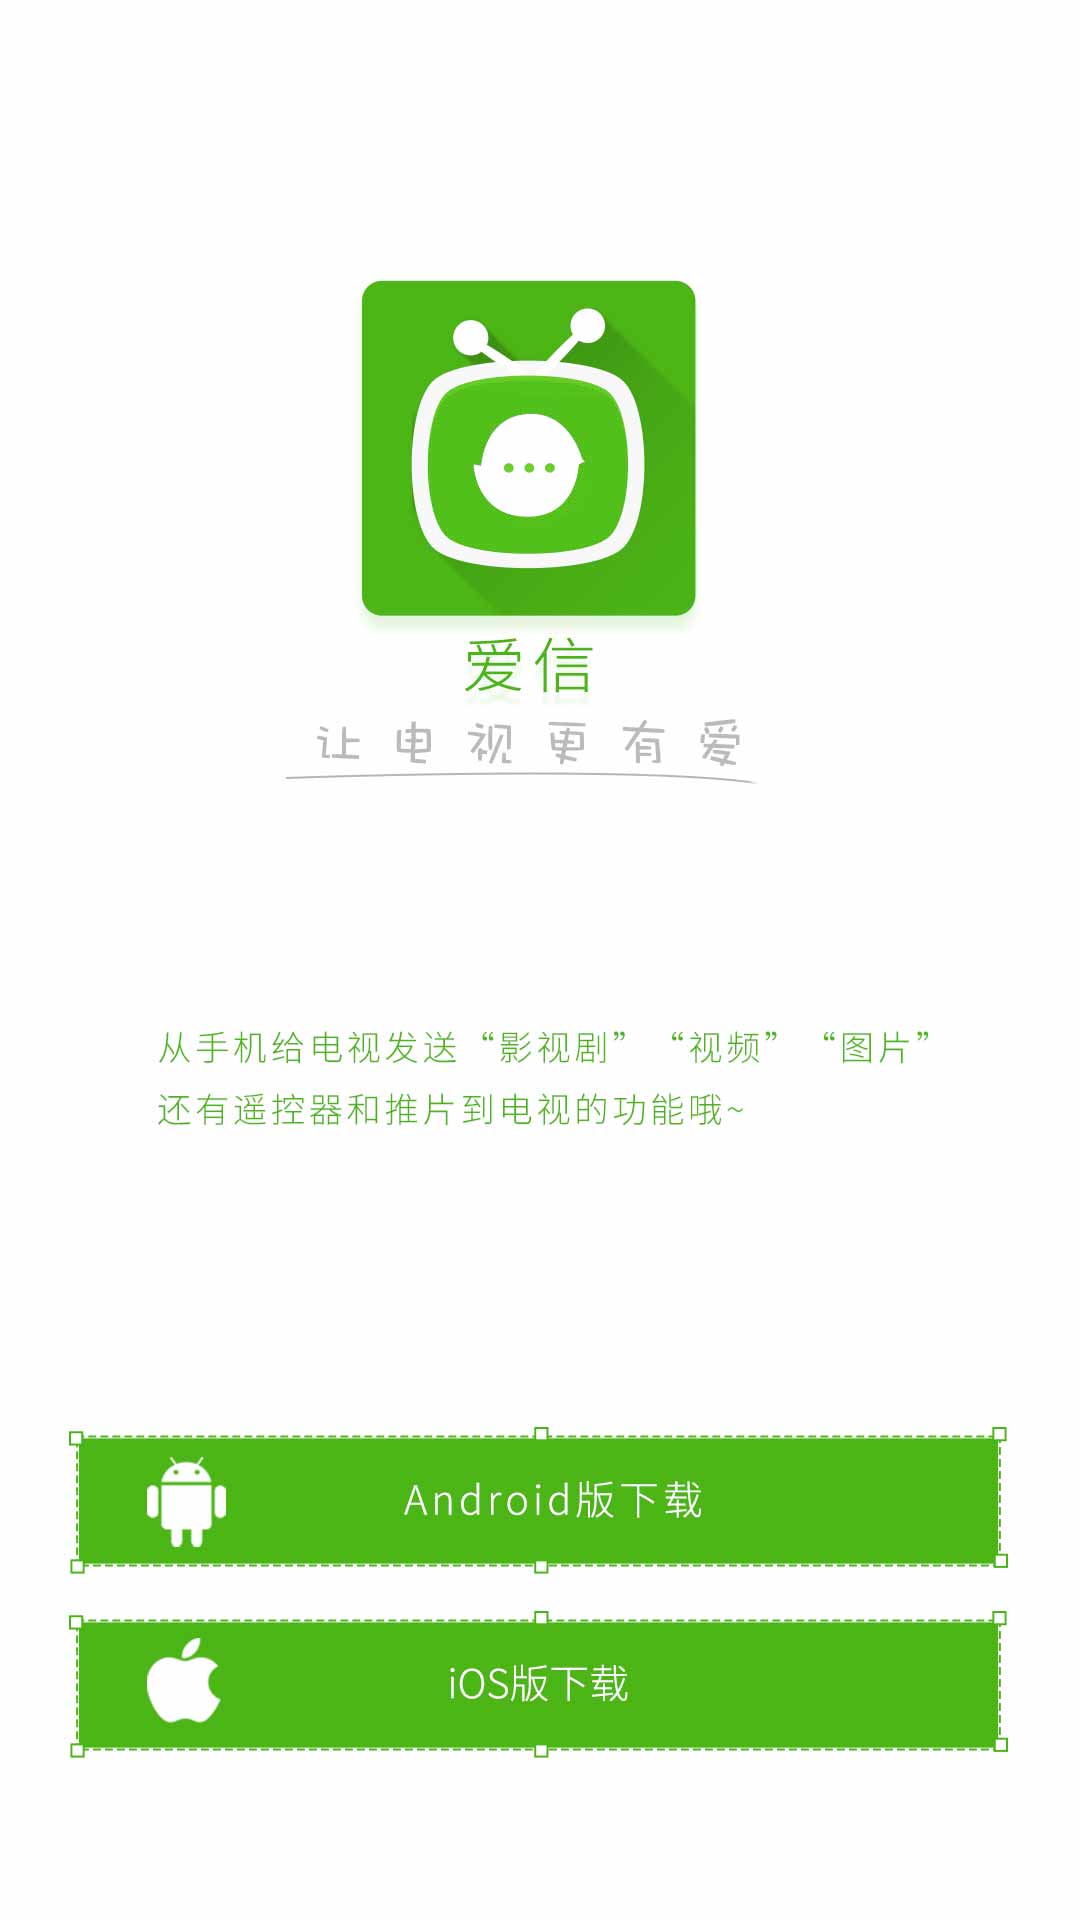 爱信
让电视更有爱
从手机给电视发送“影视剧”“视频”“图片”
还有遥控器和推片到电视的功能哦~
Android版下载
iOS版下载